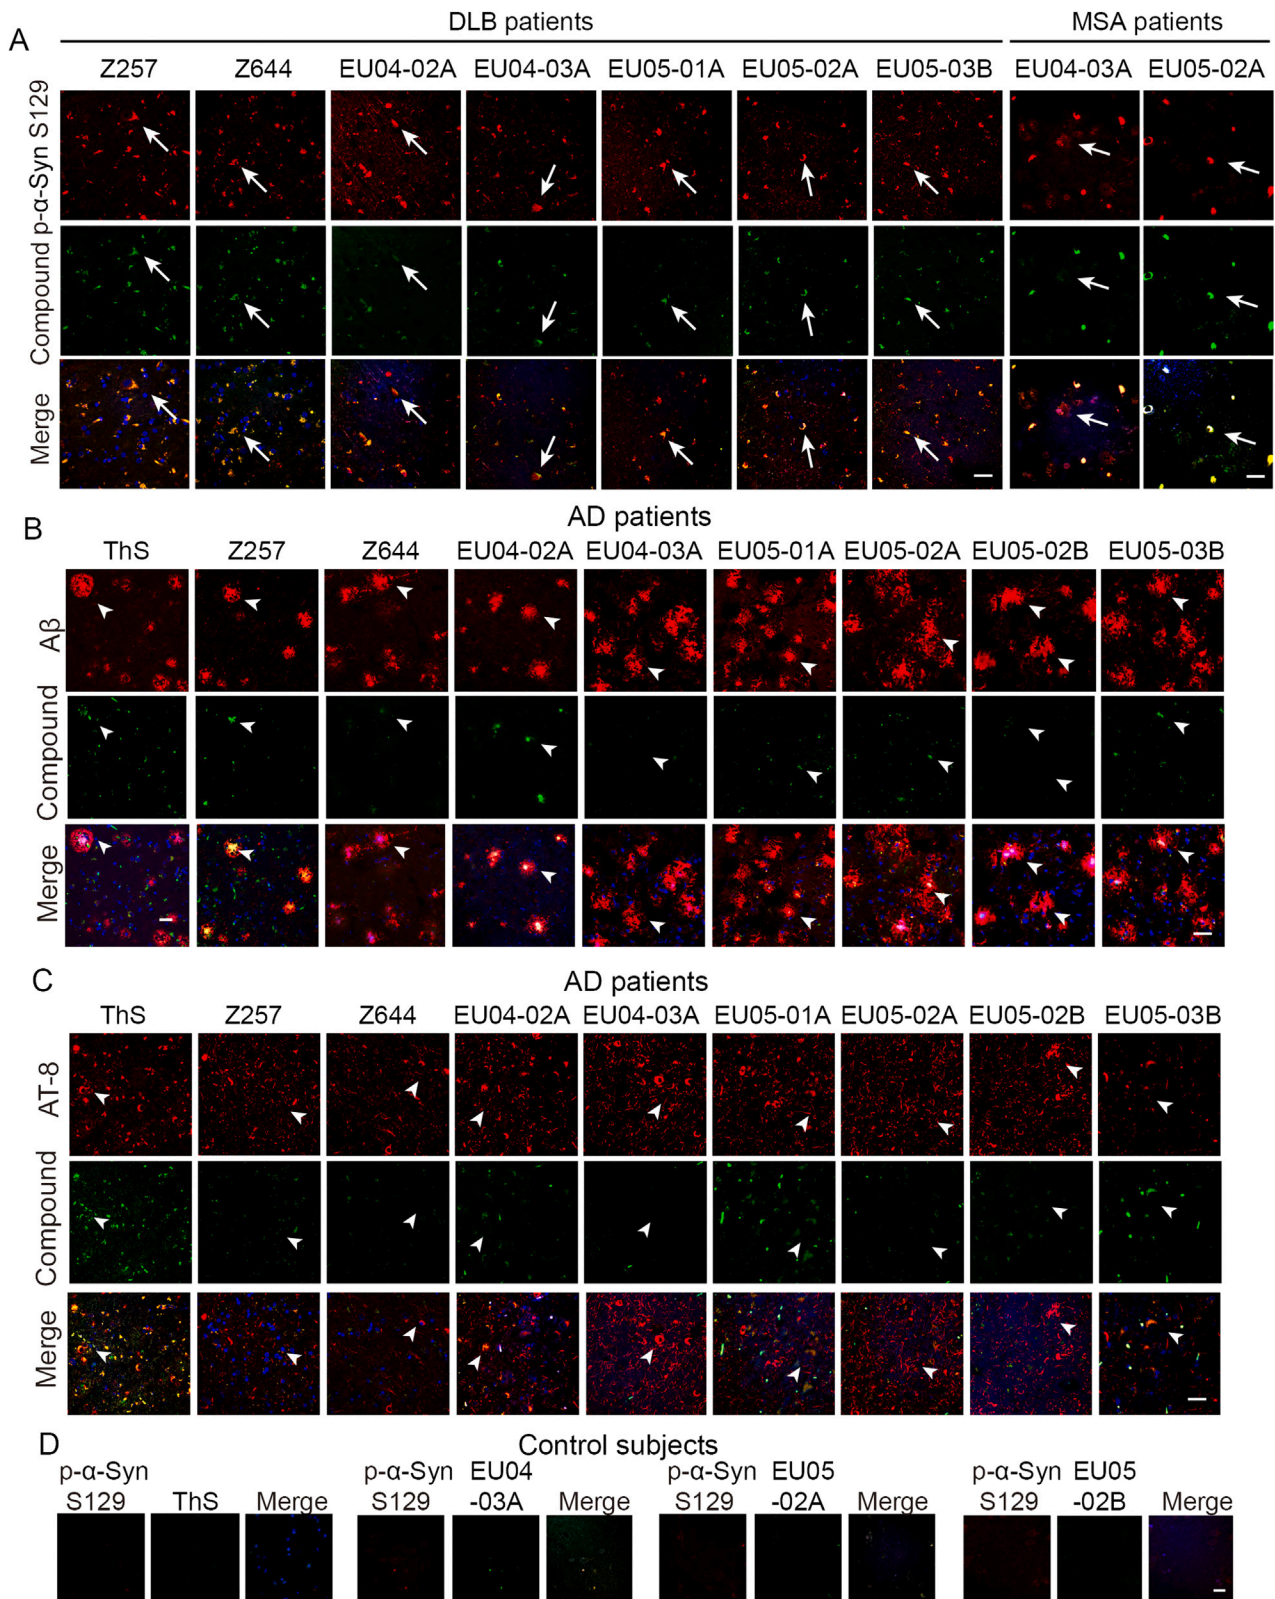 A
DLB patients MSA patients
Z257 Z644 EU04-02A EU04-03A EU05-01A EU05-02A EU05-03B EU04-03A EU05-02A
p-α-Syn S129
Compound
Merge
B
AD patients
ThS Z257 Z644 EU04-02A EU04-03A EU05-01A EU05-02A EU05-02B EU05-03B
Aβ
Compound
Merge
C
AD patients
ThS Z257 Z644 EU04-02A EU04-03A EU05-01A EU05-02A EU05-02B EU05-03B
AT-8
Compound
Merge
D
Control subjects
p-α-Syn p-α-Syn EU04 p-α-Syn EU05 p-α-Syn EU05
S129 ThS Merge S129 -03A Merge S129 -02A Merge S129 -02B Merge